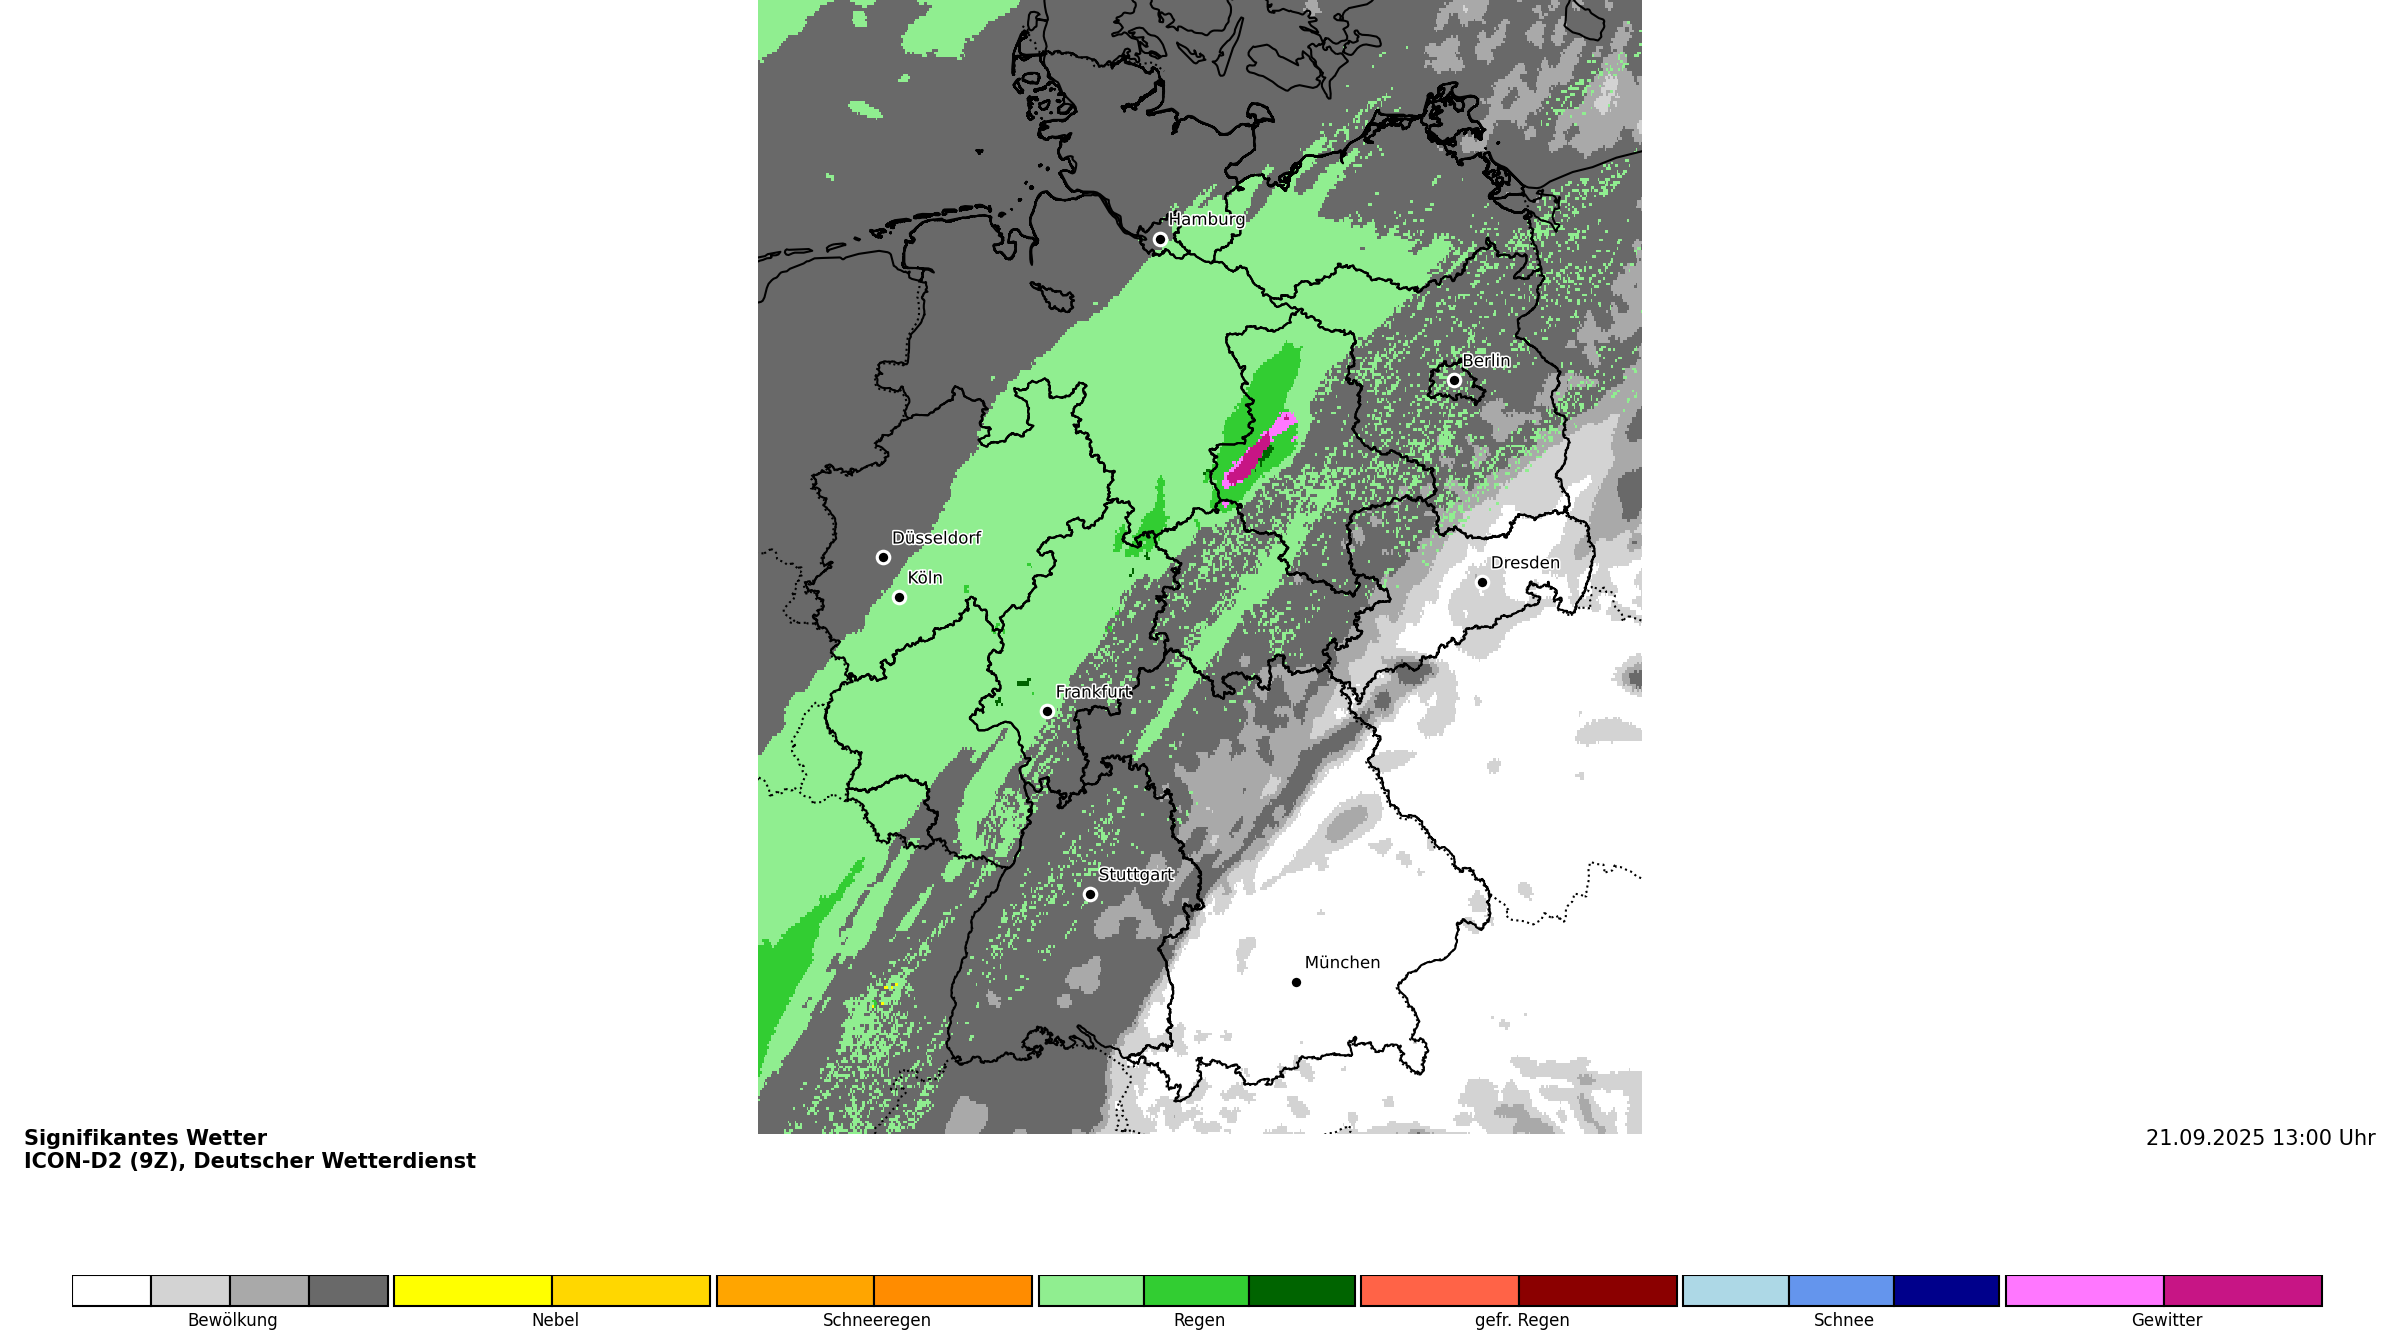 Hamburg
Berlin
Düsseldorf
Köln
Dresden
Frankfurt
Stuttgart
München
Signifikantes Wetter
ICON-D2 (9Z), Deutscher Wetterdienst
21.09.2025 13:00 Uhr
Bewölkung
Nebel
Schneeregen
Regen
gefr. Regen
Schnee
Gewitter